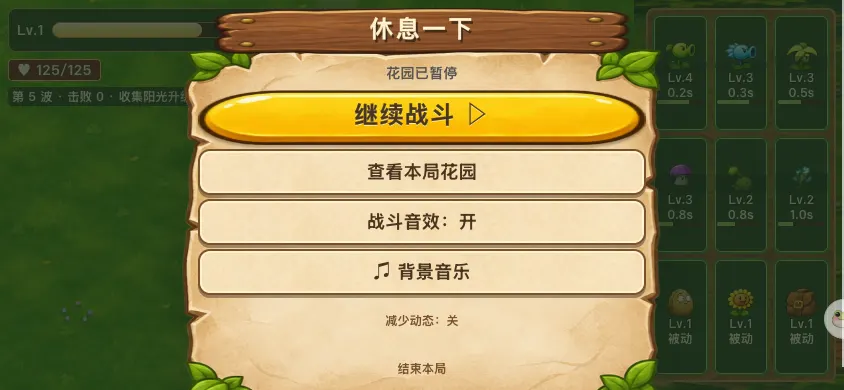 Lv.1
125/125
第 5 波 · 击败 0 · 收集阳光升
休息一下
花园已暂停
继续战斗
查看本局花园
战斗音效：开
背景音乐
减少动态：关
结束本局
Lv.4
0.2s
Lv.3
0.3s
Lv.3
0.5s
Lv.3
0.8s
Lv.2
0.8s
Lv.2
1.0s
Lv.1
被动
Lv.1
被动
Lv.1
被动